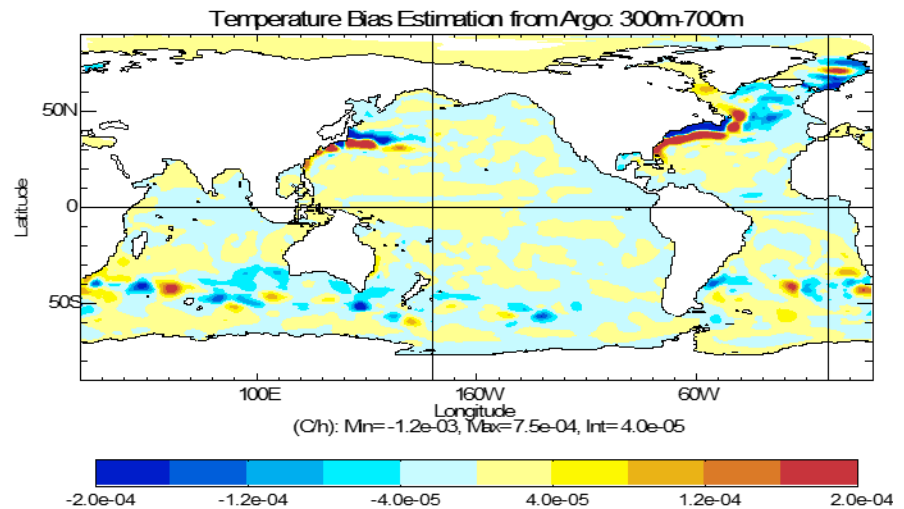 Temperature Bias Estimation from Argo: 300m-700m
50N
0
50S
Latitude
100E 160W 60W
Longitude
(C/h): Min= -1.2e-03, Max= 7.5e-04, Int= 4.0e-05
-2.0e-04 -1.2e-04 -4.0e-05 4.0e-05 1.2e-04 2.0e-04